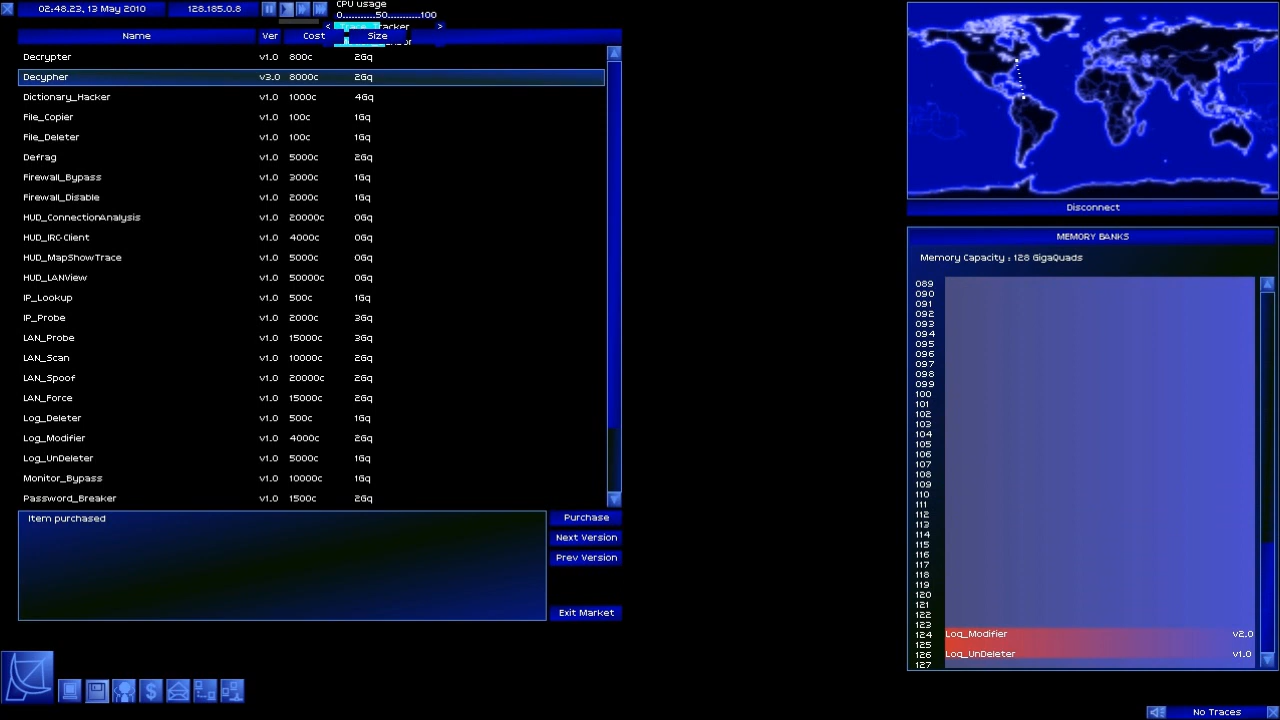 02:48.23, 13 May 2010
128.185.0.8
CPU usage
0..........50..........100
< Trace_Tracker >
Name Ver Cost Size
Decrypter v1.0 800c 2Gq
Decypher v3.0 8000c 2Gq
Dictionary_Hacker v1.0 1000c 4Gq
File_Copier v1.0 100c 1Gq
File_Deleter v1.0 100c 1Gq
Defrag v1.0 5000c 2Gq
Firewall_Bypass v1.0 3000c 1Gq
Firewall_Disable v1.0 2000c 1Gq
HUD_ConnectionAnalysis v1.0 20000c 0Gq
HUD_IRC-Client v1.0 4000c 0Gq
HUD_MapShowTrace v1.0 5000c 0Gq
HUD_LANView v1.0 50000c 0Gq
IP_Lookup v1.0 500c 1Gq
IP_Probe v1.0 2000c 3Gq
LAN_Probe v1.0 15000c 3Gq
LAN_Scan v1.0 10000c 2Gq
LAN_Spoof v1.0 20000c 2Gq
LAN_Force v1.0 15000c 2Gq
Log_Deleter v1.0 500c 1Gq
Log_Modifier v1.0 4000c 2Gq
Log_UnDeleter v1.0 5000c 1Gq
Monitor_Bypass v1.0 10000c 1Gq
Password_Breaker v1.0 1500c 2Gq
Item purchased
Purchase
Next Version
Prev Version
Exit Market
Disconnect
MEMORY BANKS
Memory Capacity : 128 GigaQuads
089
090
091
092
093
094
095
096
097
098
099
100
101
102
103
104
105
106
107
108
109
110
111
112
113
114
115
116
117
118
119
120
121
122
123
124 Log_Modifier v2.0
125
126 Log_UnDeleter v1.0
127
No Traces